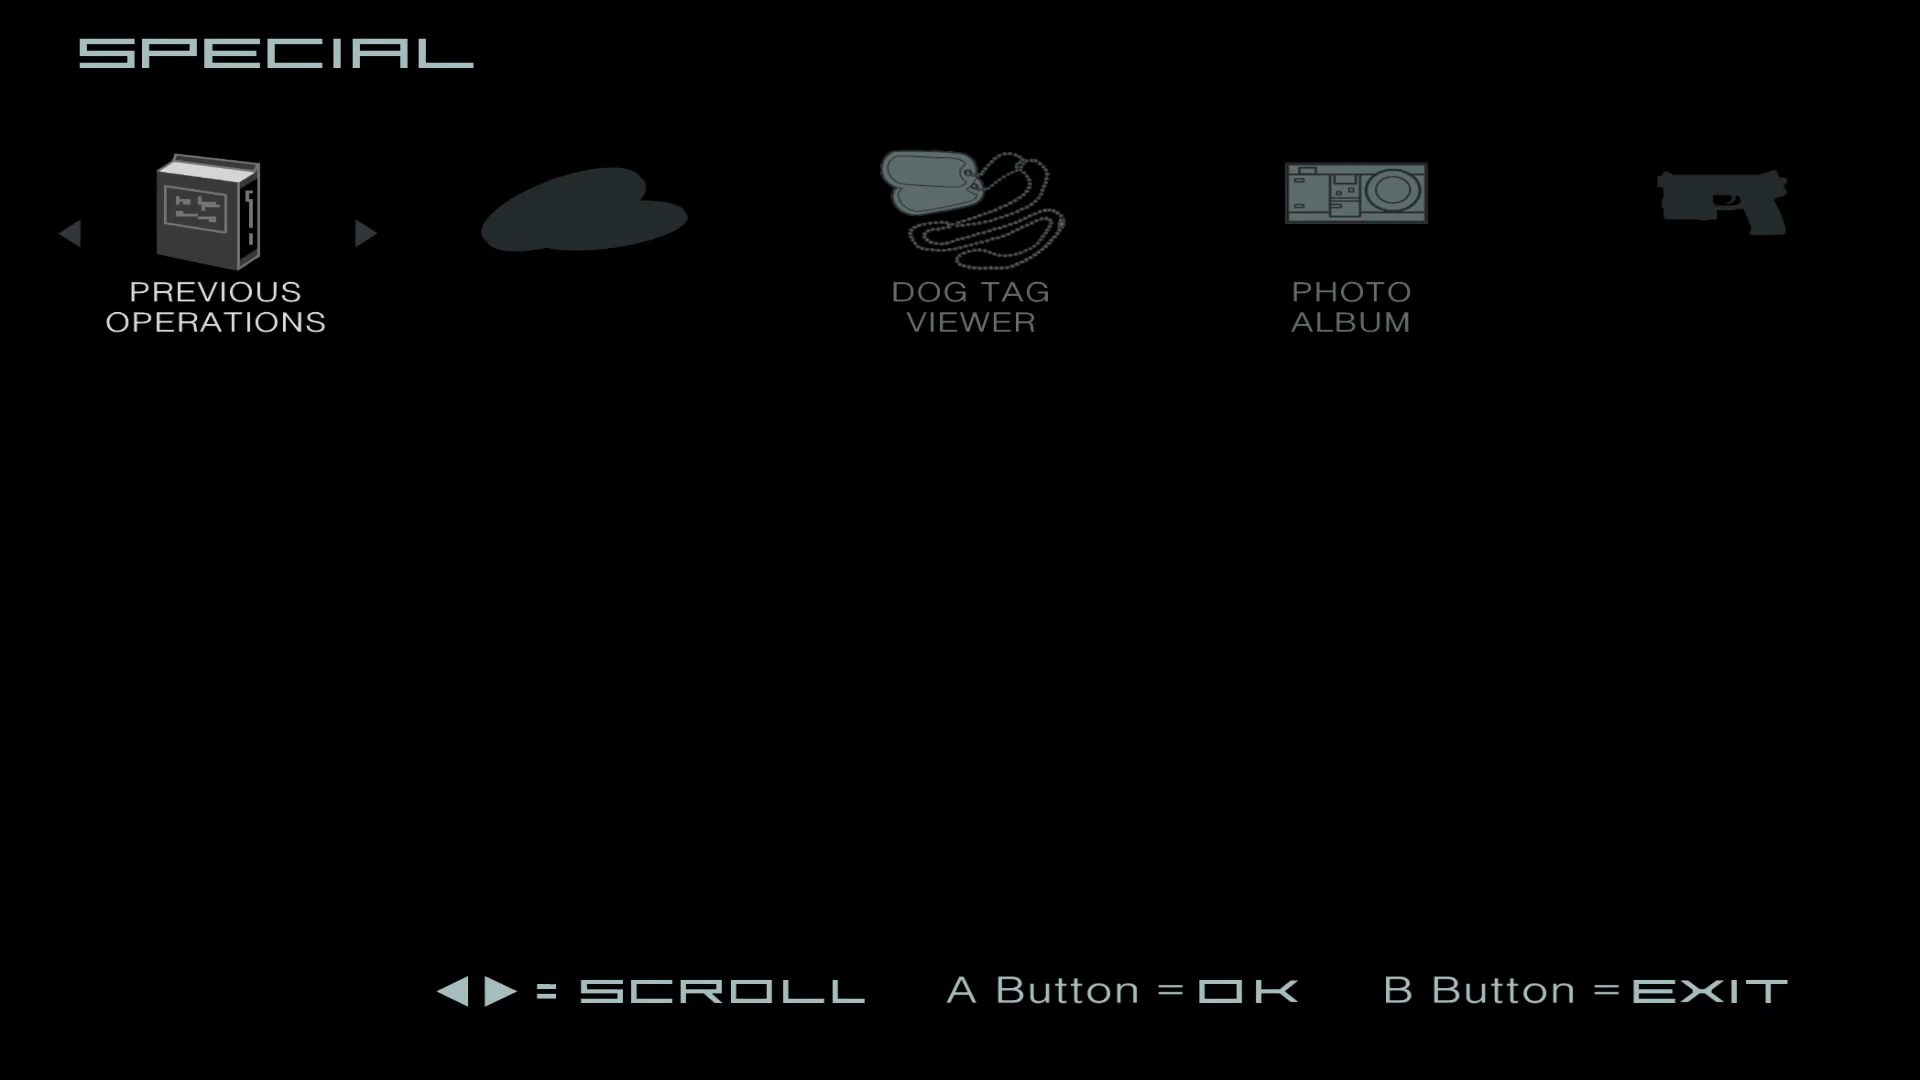 SPECIAL
PREVIOUS
OPERATIONS
DOG TAG
VIEWER
PHOTO
ALBUM
◀ ▶ = SCROLL A Button = OK B Button = EXIT